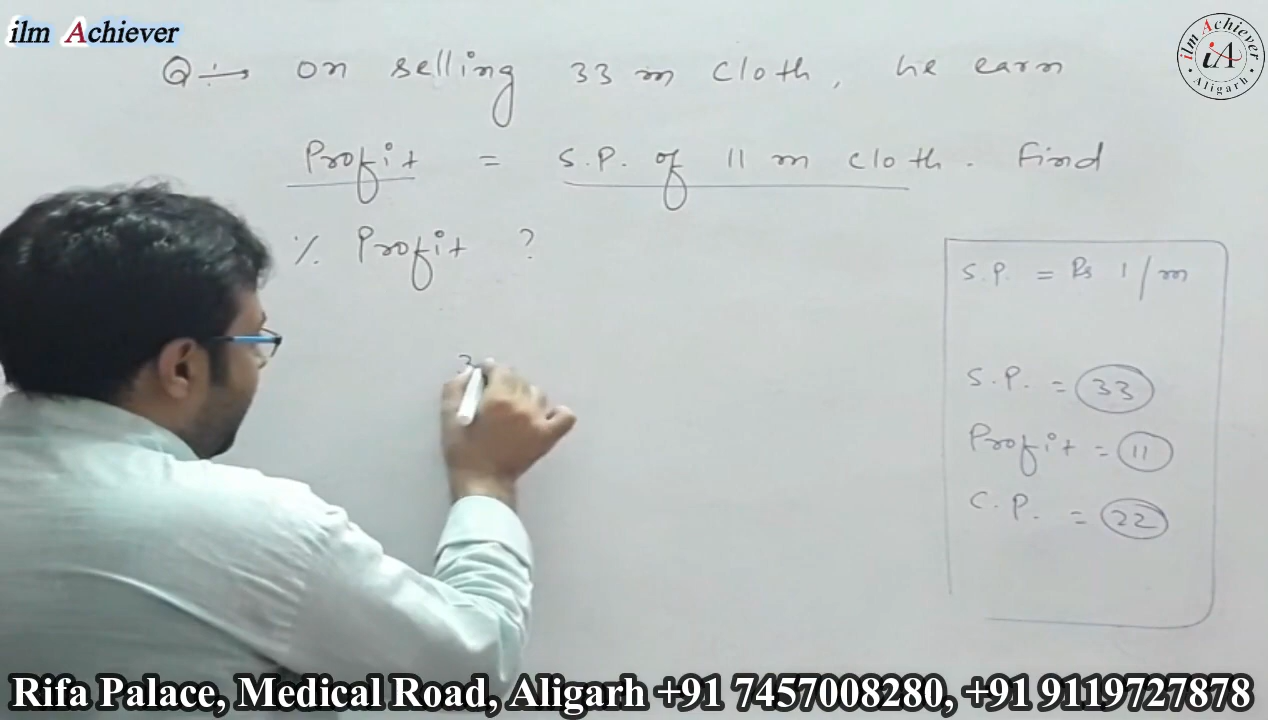 ilm Achiever
ilm Achiever
iA
Aligarh
Q:→ on selling 33 m cloth, he earn
Profit = S.P. of 11 m cloth. Find
% Profit ?
S.P. = Rs 1/m
S.P. = 33
Profit = 11
C.P. = 22
Rifa Palace, Medical Road, Aligarh +91 7457008280, +91 9119727878